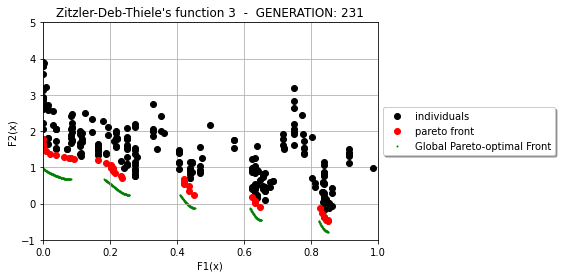 Zitzler-Deb-Thiele's function 3 - GENERATION: 231
5
4
3
2
1
0
−1
F2(x)
0.0 0.2 0.4 0.6 0.8 1.0
F1(x)
individuals
pareto front
Global Pareto-optimal Front